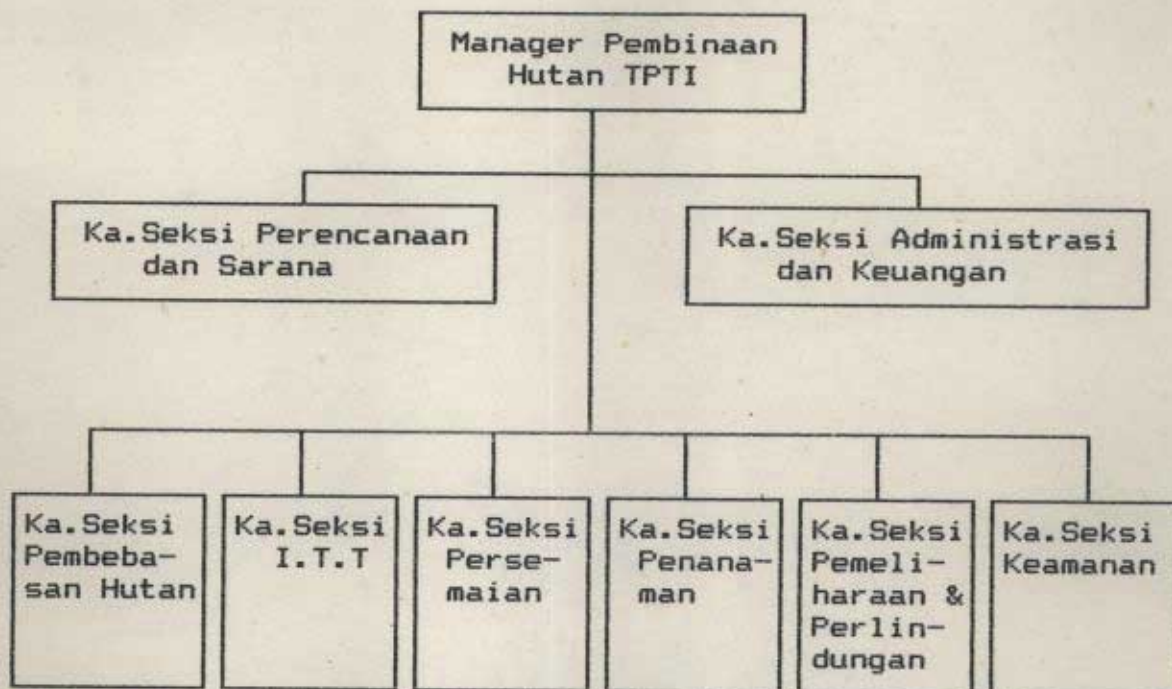 Manager Pembinaan
Hutan TPTI
Ka.Seksi Perencanaan
dan Sarana
Ka.Seksi Administrasi
dan Keuangan
Ka.Seksi
Pembeba-
san Hutan
Ka.Seksi
I.T.T
Ka.Seksi
Perse-
maian
Ka.Seksi
Penana-
man
Ka.Seksi
Pemeli-
haraan &
Perlin-
dungan
Ka.Seksi
Keamanan